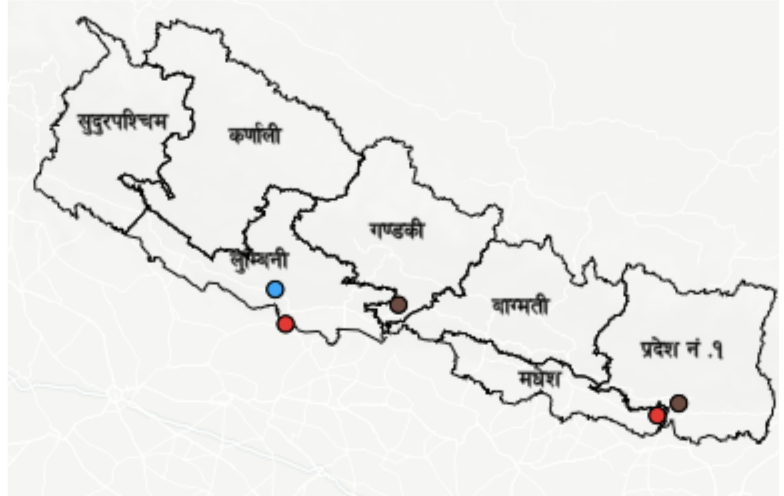 सुदुरपश्चिम
कर्णाली
गण्डकी
लुम्बिनी
बाग्मती
प्रदेश नं .१
मधेश